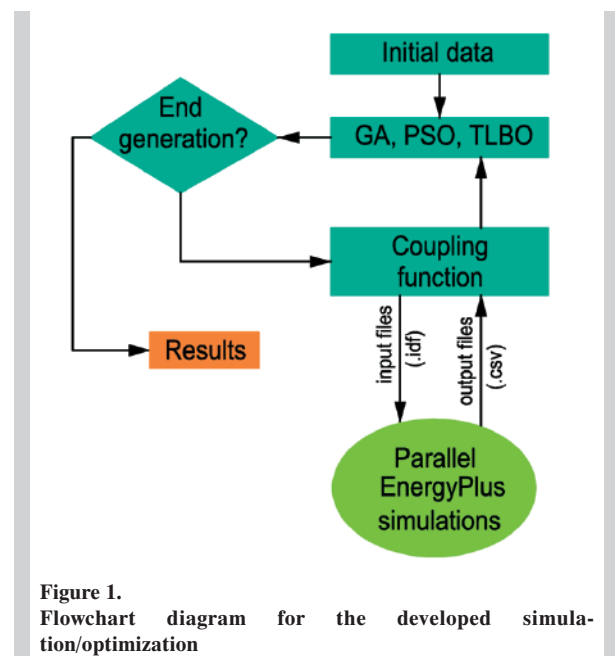 Initial data
End
generation?
GA, PSO, TLBO
Coupling
function
input files
(.idf)
output files
(.csv)
Results
Parallel
EnergyPlus
simulations
Figure 1.
Flowchart diagram for the developed simula-
tion/optimization